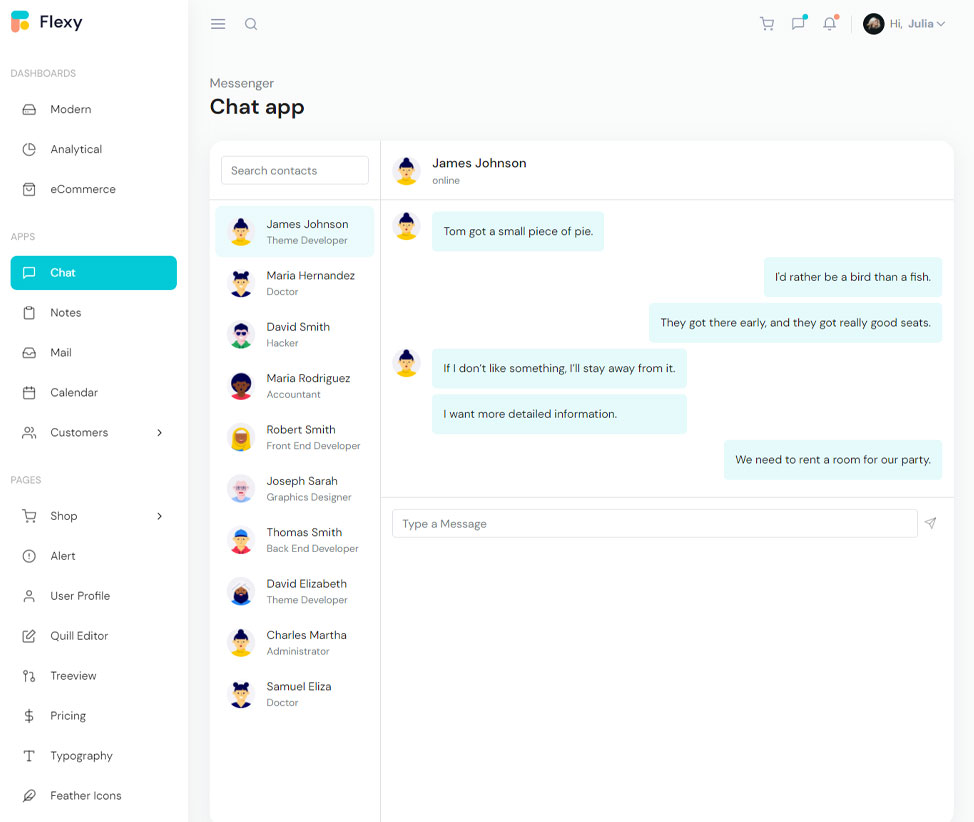 Flexy
Hi, Julia
DASHBOARDS
Modern
Analytical
eCommerce
APPS
Chat
Notes
Mail
Calendar
Customers
PAGES
Shop
Alert
User Profile
Quill Editor
Treeview
Pricing
Typography
Feather Icons
Messenger
Chat app
Search contacts
James Johnson
Theme Developer
Maria Hernandez
Doctor
David Smith
Hacker
Maria Rodriguez
Accountant
Robert Smith
Front End Developer
Joseph Sarah
Graphics Designer
Thomas Smith
Back End Developer
David Elizabeth
Theme Developer
Charles Martha
Administrator
Samuel Eliza
Doctor
James Johnson
online
Tom got a small piece of pie.
I'd rather be a bird than a fish.
They got there early, and they got really good seats.
If I don’t like something, I’ll stay away from it.
I want more detailed information.
We need to rent a room for our party.
Type a Message